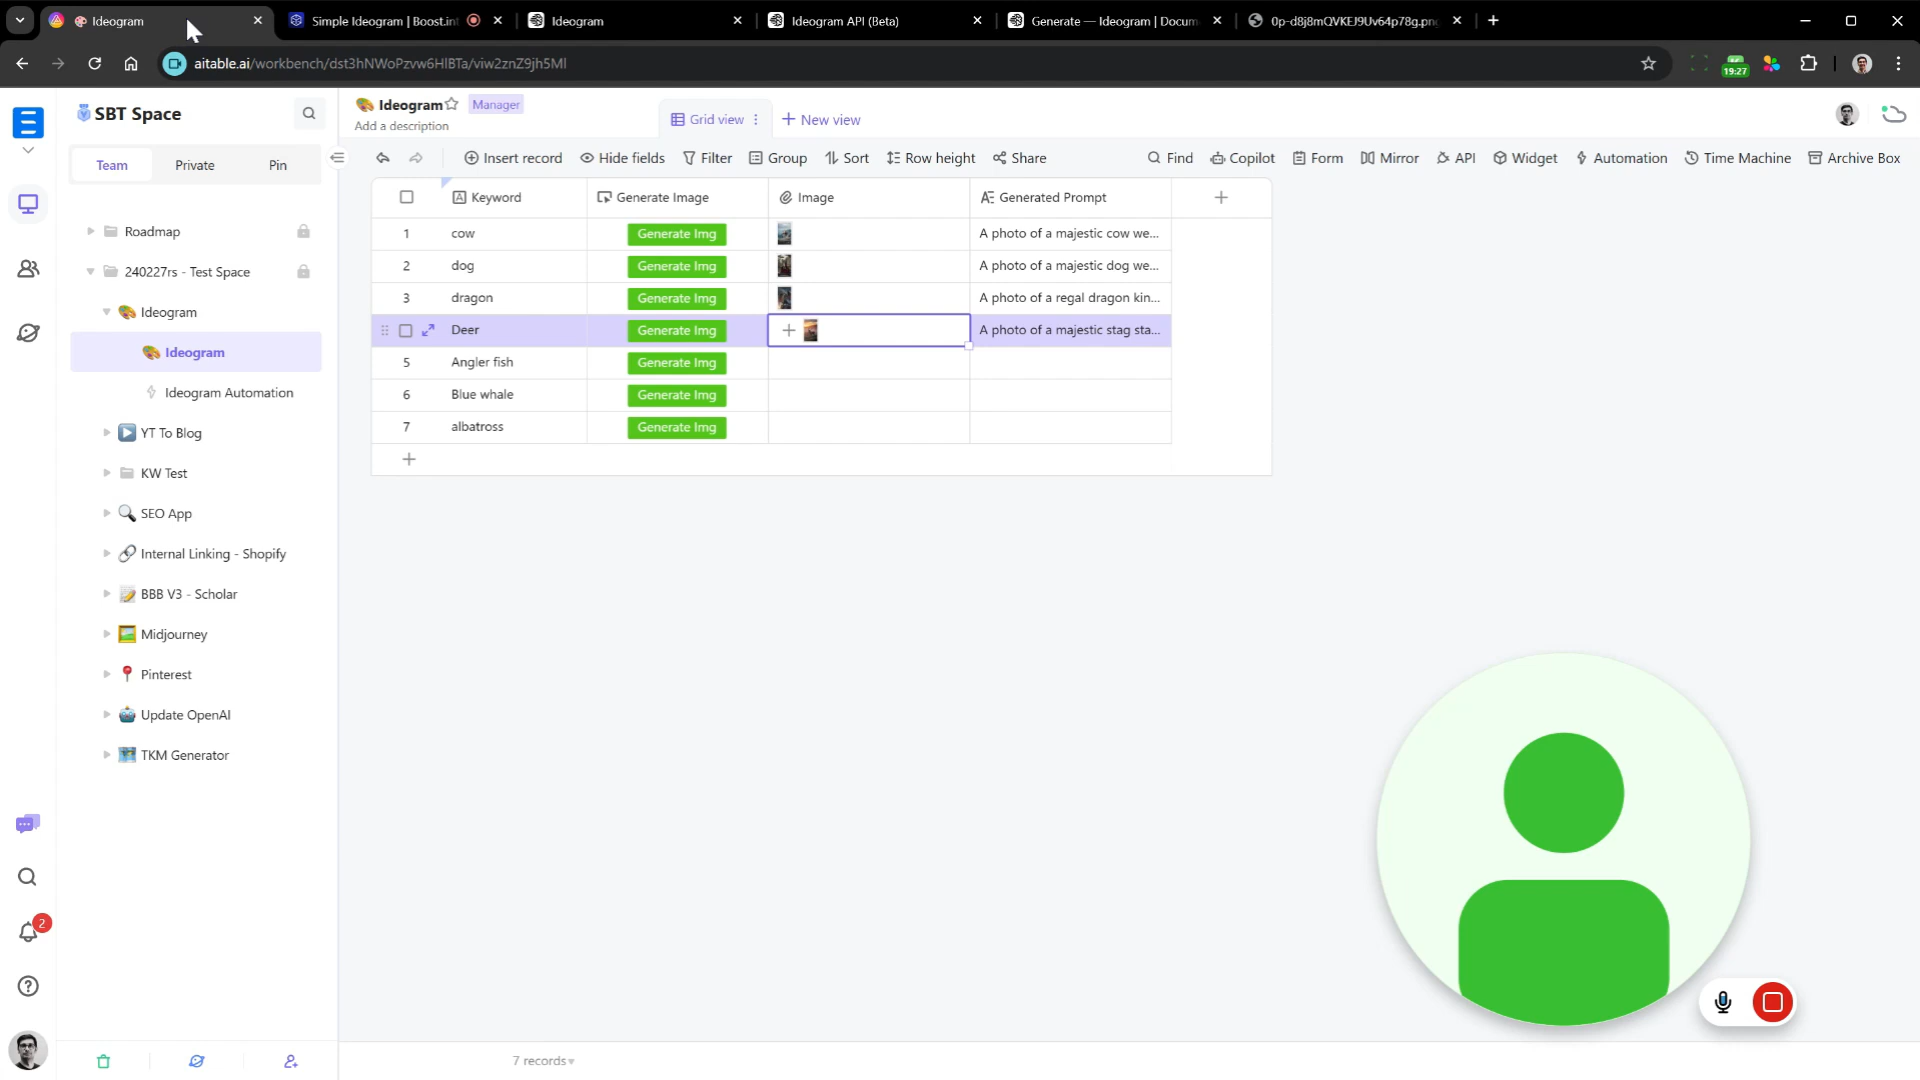 Ideogram
Simple Ideogram | Boost.int
Ideogram
Ideogram API (Beta)
Generate — Ideogram | Docum
0p-d8j8mQVKEJ9Uv64p78g.png
aitable.ai/workbench/dst3hNWoPzvw6HlBTa/viw2znZ9jh5Ml
19:27
SBT Space
Team
Private
Pin
Roadmap
240227rs - Test Space
Ideogram
Ideogram
Ideogram Automation
YT To Blog
KW Test
SEO App
Internal Linking - Shopify
BBB V3 - Scholar
Midjourney
Pinterest
Update OpenAI
TKM Generator
2
Ideogram
Manager
Add a description
Grid view
New view
Insert record
Hide fields
Filter
Group
Sort
Row height
Share
Find
Copilot
Form
Mirror
API
Widget
Automation
Time Machine
Archive Box
Keyword
Generate Image
Image
Generated Prompt
1 cow Generate Img A photo of a majestic cow we...
2 dog Generate Img A photo of a majestic dog we...
3 dragon Generate Img A photo of a regal dragon kin...
Deer Generate Img A photo of a majestic stag sta...
5 Angler fish Generate Img
6 Blue whale Generate Img
7 albatross Generate Img
7 records